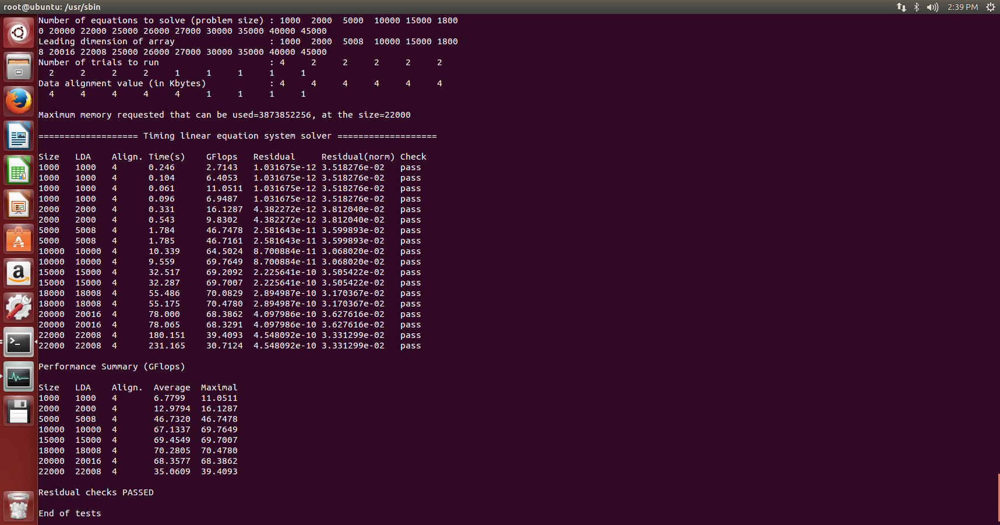 root@ubuntu: /usr/sbin
2:39 PM
Number of equations to solve (problem size) : 1000  2000  5000  10000 15000 1800
0 20000 22000 25000 26000 27000 30000 35000 40000 45000
Leading dimension of array                  : 1000  2000  5008  10000 15000 1800
8 20016 22008 25000 26000 27000 30000 35000 40000 45000
Number of trials to run                     : 4     2     2     2     2     2
  2     2     2     2     1     1     1     1     1
Data alignment value (in Kbytes)            : 4     4     4     4     4     4
  4     4     4     4     4     1     1     1     1
Maximum memory requested that can be used=3873852256, at the size=22000
=================== Timing linear equation system solver ===================
Size   LDA    Align. Time(s)    GFlops   Residual     Residual(norm) Check
1000   1000   4      0.246      2.7143   1.031675e-12 3.518276e-02   pass
1000   1000   4      0.104      6.4053   1.031675e-12 3.518276e-02   pass
1000   1000   4      0.061      11.0511  1.031675e-12 3.518276e-02   pass
1000   1000   4      0.096      6.9487   1.031675e-12 3.518276e-02   pass
2000   2000   4      0.331      16.1287  4.382272e-12 3.812040e-02   pass
2000   2000   4      0.543      9.8302   4.382272e-12 3.812040e-02   pass
5000   5008   4      1.784      46.7478  2.581643e-11 3.599893e-02   pass
5000   5008   4      1.785      46.7161  2.581643e-11 3.599893e-02   pass
10000  10000  4      10.339     64.5024  8.700884e-11 3.068020e-02   pass
10000  10000  4      9.559      69.7649  8.700884e-11 3.068020e-02   pass
15000  15000  4      32.517     69.2092  2.225641e-10 3.505422e-02   pass
15000  15000  4      32.287     69.7007  2.225641e-10 3.505422e-02   pass
18000  18008  4      55.486     70.0829  2.894987e-10 3.170367e-02   pass
18000  18008  4      55.175     70.4780  2.894987e-10 3.170367e-02   pass
20000  20016  4      78.000     68.3862  4.097986e-10 3.627616e-02   pass
20000  20016  4      78.065     68.3291  4.097986e-10 3.627616e-02   pass
22000  22008  4      180.151    39.4093  4.548092e-10 3.331299e-02   pass
22000  22008  4      231.165    30.7124  4.548092e-10 3.331299e-02   pass
Performance Summary (GFlops)
Size   LDA    Align.  Average  Maximal
1000   1000   4       6.7799   11.0511
2000   2000   4       12.9794  16.1287
5000   5008   4       46.7320  46.7478
10000  10000  4       67.1337  69.7649
15000  15000  4       69.4549  69.7007
18000  18008  4       70.2805  70.4780
20000  20016  4       68.3577  68.3862
22000  22008  4       35.0609  39.4093
Residual checks PASSED
End of tests